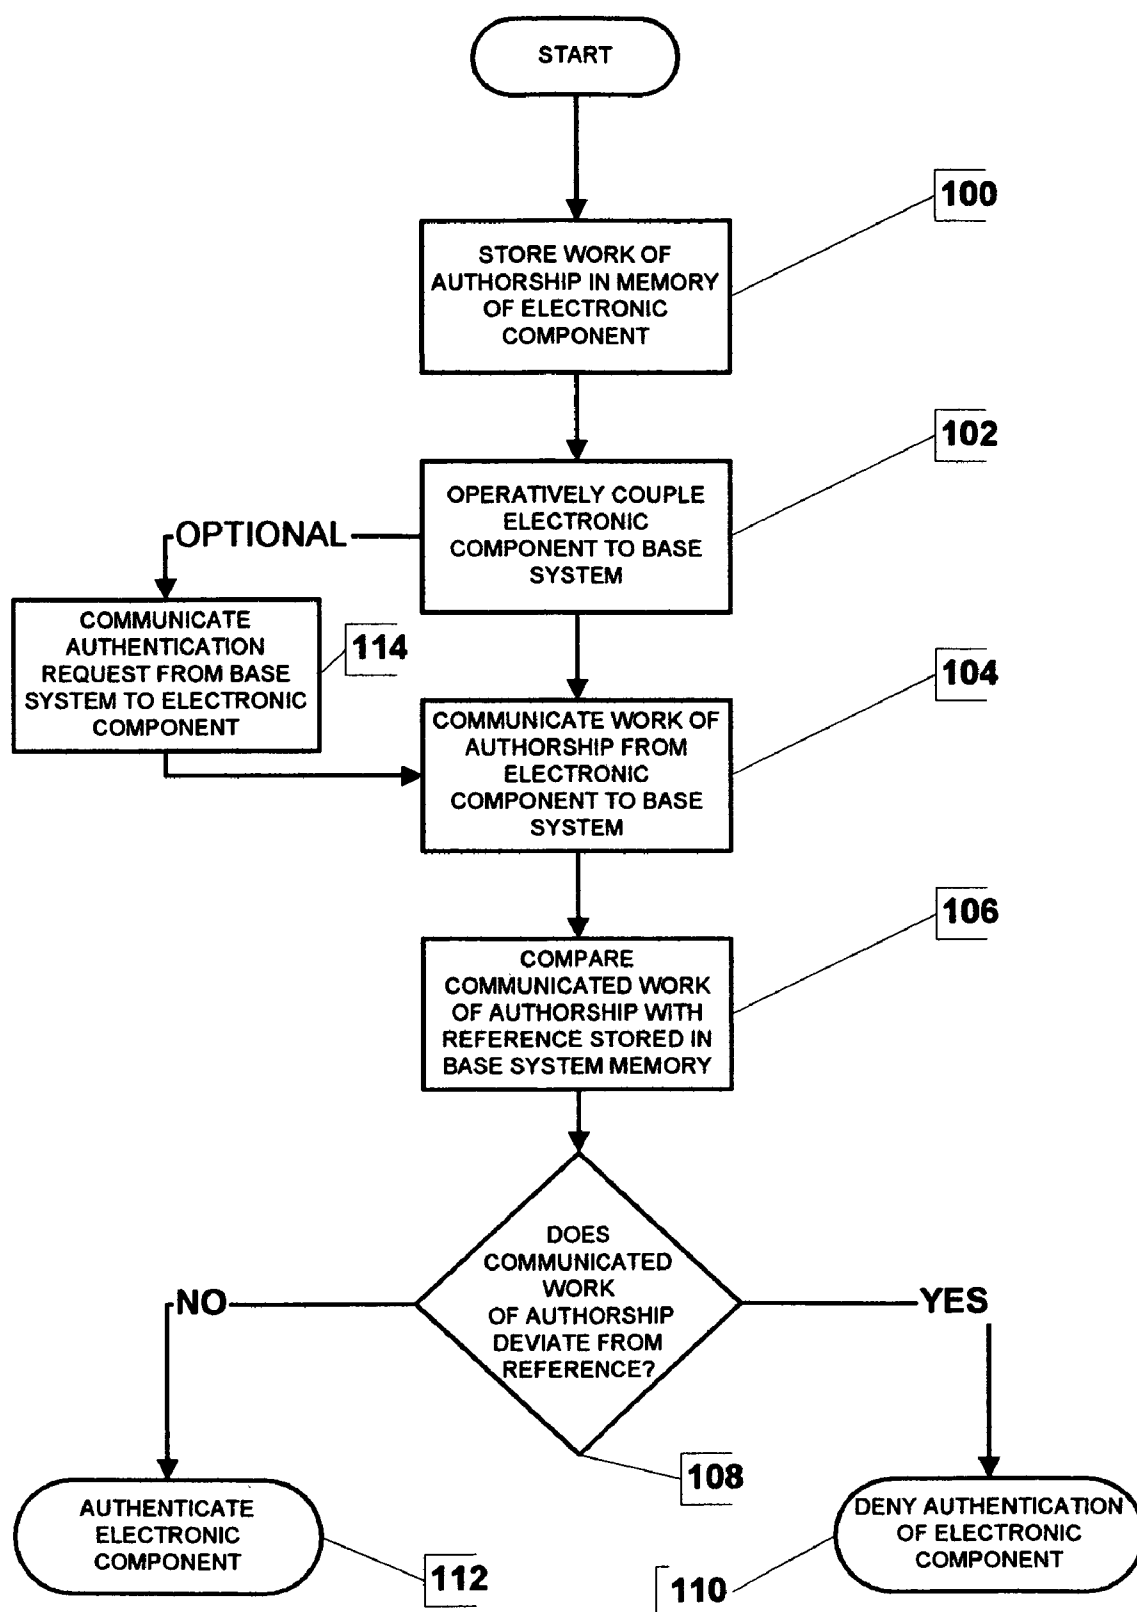 START
100
STORE WORK OF
AUTHORSHIP IN MEMORY
OF ELECTRONIC
COMPONENT
102
OPERATIVELY COUPLE
ELECTRONIC
COMPONENT TO BASE
SYSTEM
OPTIONAL
COMMUNICATE
AUTHENTICATION
REQUEST FROM BASE
SYSTEM TO ELECTRONIC
COMPONENT
114
104
COMMUNICATE WORK OF
AUTHORSHIP FROM
ELECTRONIC
COMPONENT TO BASE
SYSTEM
106
COMPARE
COMMUNICATED WORK
OF AUTHORSHIP WITH
REFERENCE STORED IN
BASE SYSTEM MEMORY
DOES
COMMUNICATED
WORK
OF AUTHORSHIP
DEVIATE FROM
REFERENCE?
NO
YES
108
AUTHENTICATE
ELECTRONIC
COMPONENT
112
DENY AUTHENTICATION
OF ELECTRONIC
COMPONENT
110